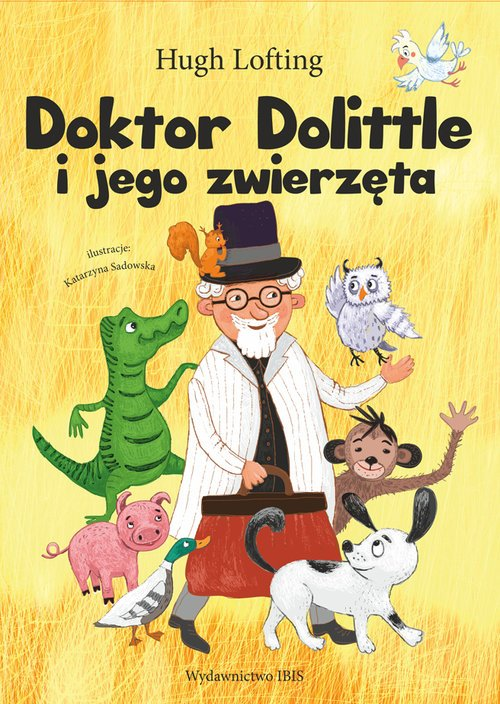 Hugh Lofting
Doktor Dolittle
i jego zwierzęta
ilustracje:
Katarzyna Sadowska
Wydawnictwo IBIS